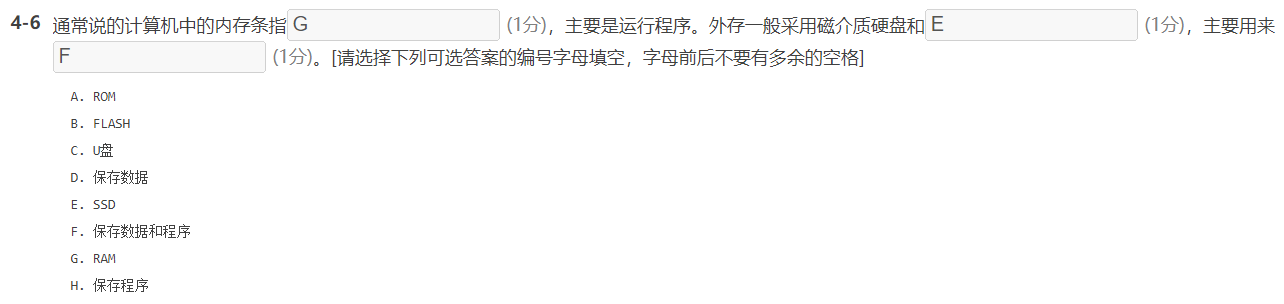 4-6 通常说的计算机中的内存条指 G (1分)，主要是运行程序。外存一般采用磁介质硬盘和 E (1分)，主要用来
F (1分)。[请选择下列可选答案的编号字母填空，字母前后不要有多余的空格]
A. ROM
B. FLASH
C. U盘
D. 保存数据
E. SSD
F. 保存数据和程序
G. RAM
H. 保存程序